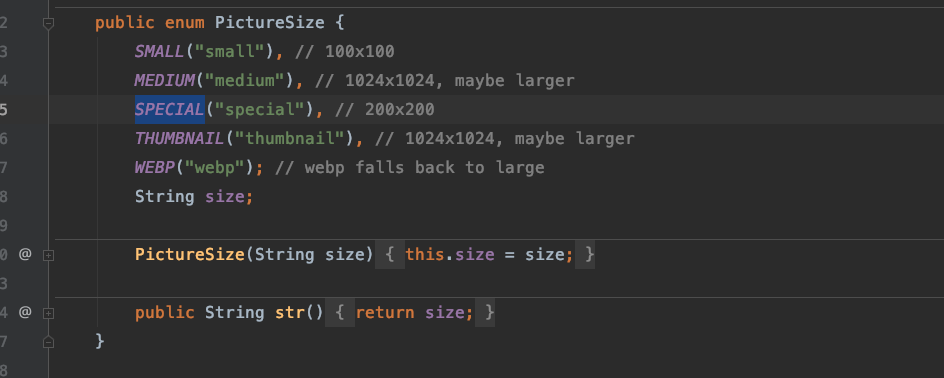 2 public enum PictureSize {
3 SMALL("small"), // 100x100
4 MEDIUM("medium"), // 1024x1024, maybe larger
5 SPECIAL("special"), // 200x200
6 THUMBNAIL("thumbnail"), // 1024x1024, maybe larger
7 WEBP("webp"); // webp falls back to large
8 String size;
9
0 @ PictureSize(String size) { this.size = size; }
3
4 @ public String str() { return size; }
7 }
8